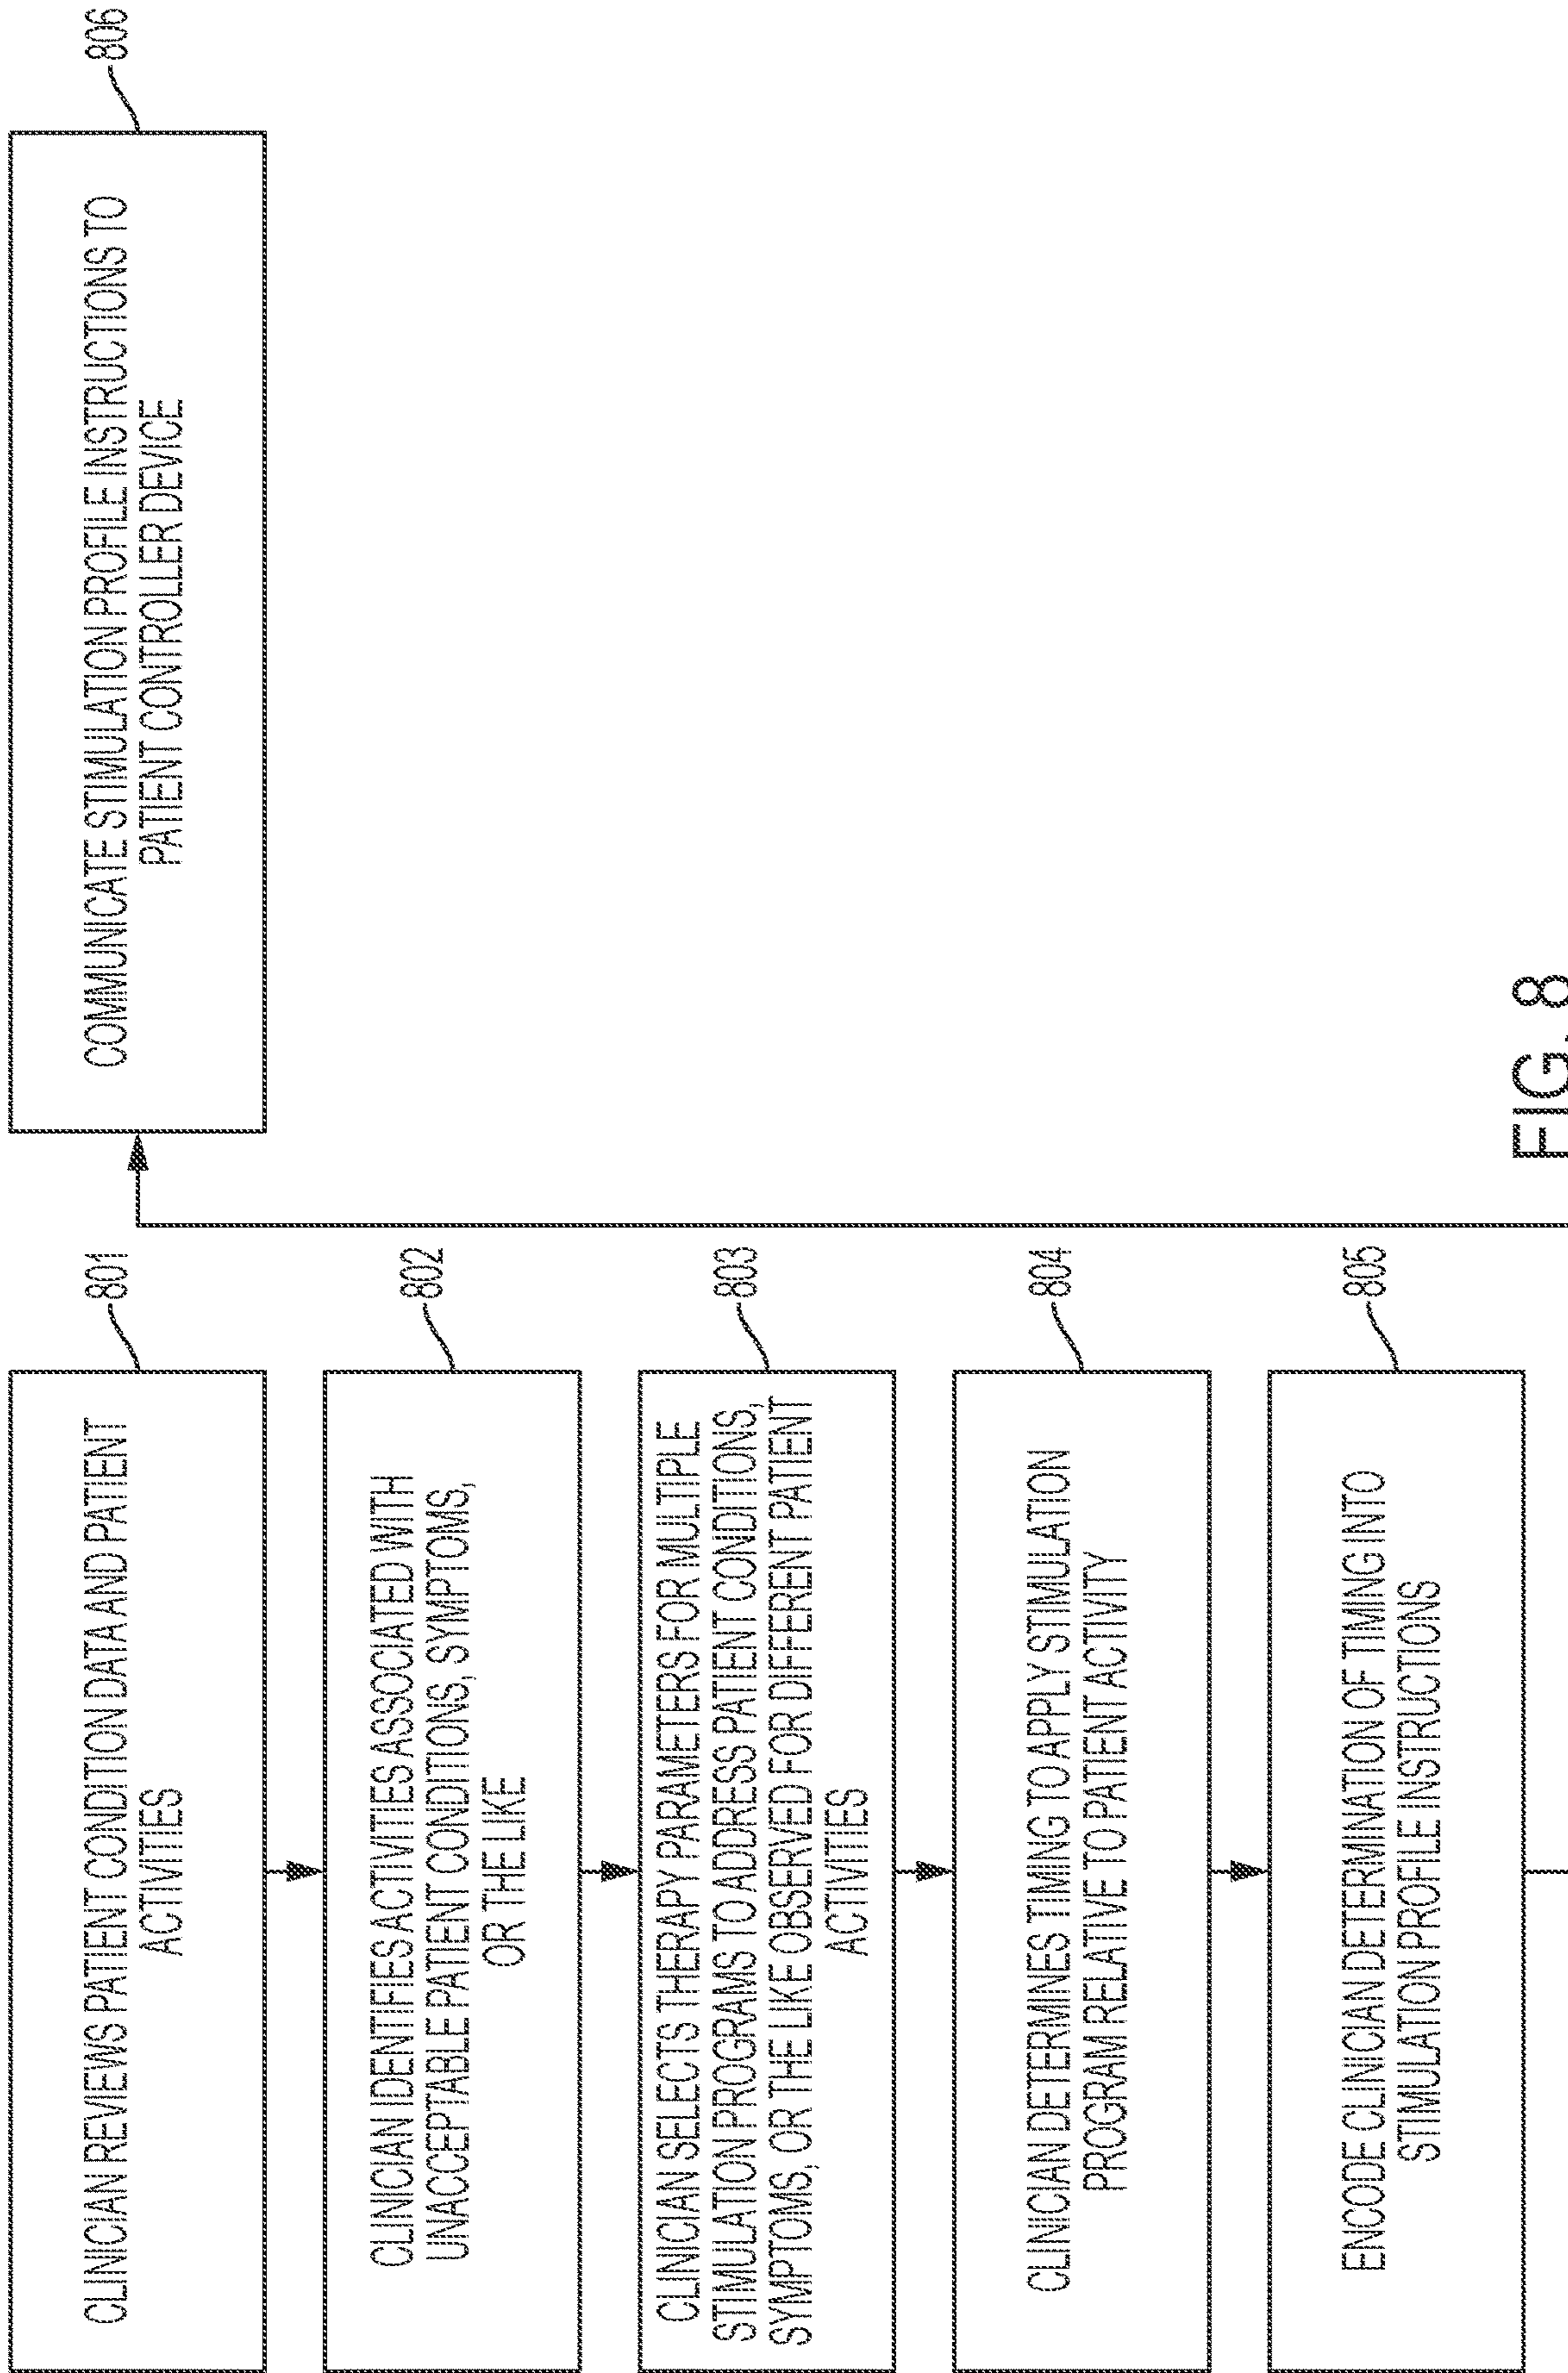 CLINICIAN REVIEWS PATIENT CONDITION DATA AND PATIENT
ACTIVITIES
801
CLINICIAN IDENTIFIES ACTIVITIES ASSOCIATED WITH
UNACCEPTABLE PATIENT CONDITIONS, SYMPTOMS,
OR THE LIKE
802
CLINICIAN SELECTS THERAPY PARAMETERS FOR MULTIPLE
STIMULATION PROGRAMS TO ADDRESS PATIENT CONDITIONS,
SYMPTOMS, OR THE LIKE OBSERVED FOR DIFFERENT PATIENT
ACTIVITIES
803
CLINICIAN DETERMINES TIMING TO APPLY STIMULATION
PROGRAM RELATIVE TO PATIENT ACTIVITY
804
ENCODE CLINICIAN DETERMINATION OF TIMING INTO
STIMULATION PROFILE INSTRUCTIONS
805
COMMUNICATE STIMULATION PROFILE INSTRUCTIONS TO
PATIENT CONTROLLER DEVICE
806
FIG. 8